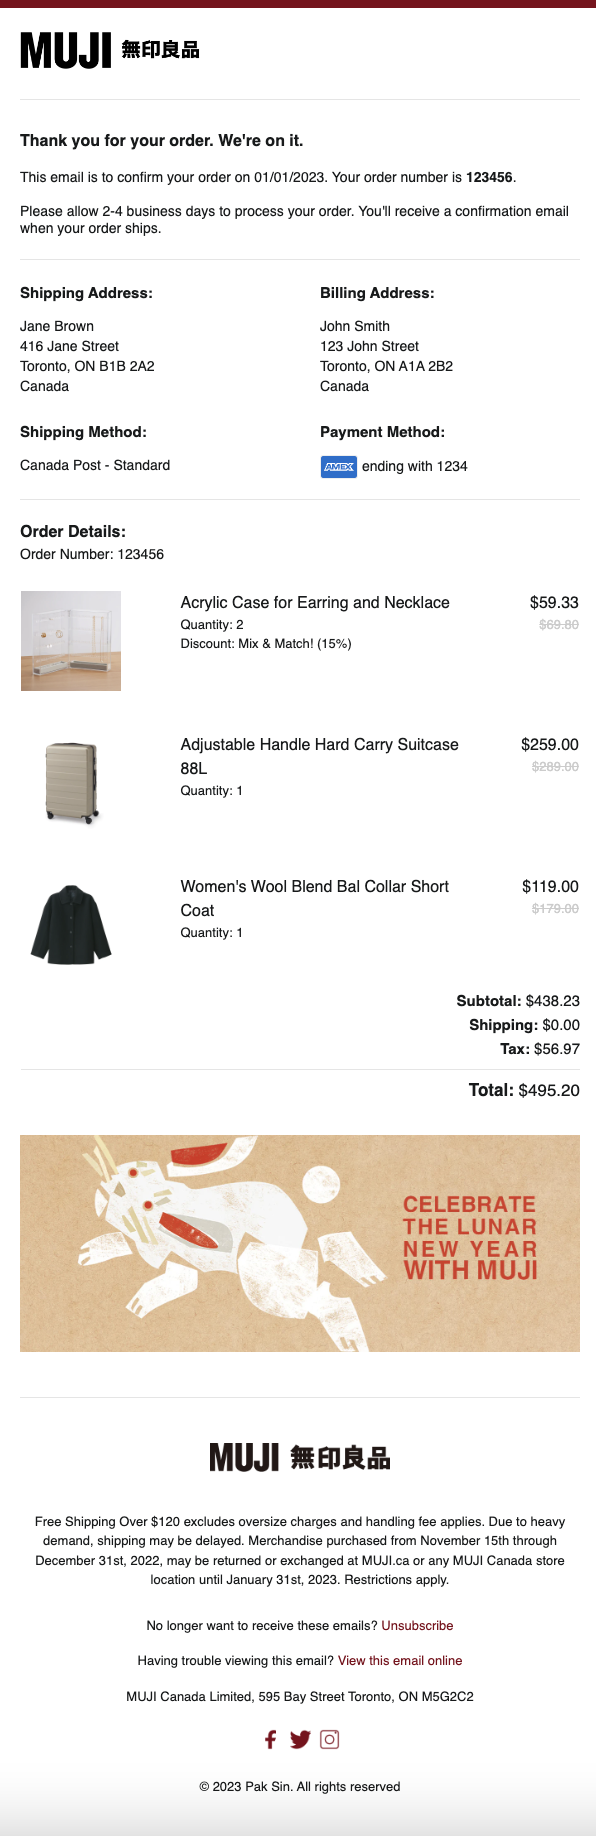 MUJI 無印良品
Thank you for your order. We're on it.
This email is to confirm your order on 01/01/2023. Your order number is 123456.
Please allow 2-4 business days to process your order. You'll receive a confirmation email
when your order ships.
Shipping Address:
Jane Brown
416 Jane Street
Toronto, ON B1B 2A2
Canada
Billing Address:
John Smith
123 John Street
Toronto, ON A1A 2B2
Canada
Shipping Method:
Canada Post - Standard
Payment Method:
AMEX ending with 1234
Order Details:
Order Number: 123456
Acrylic Case for Earring and Necklace $59.33
Quantity: 2 $69.80
Discount: Mix & Match! (15%)
Adjustable Handle Hard Carry Suitcase $259.00
88L $289.00
Quantity: 1
Women's Wool Blend Bal Collar Short $119.00
Coat $179.00
Quantity: 1
Subtotal: $438.23
Shipping: $0.00
Tax: $56.97
Total: $495.20
CELEBRATE
THE LUNAR
NEW YEAR
WITH MUJI
MUJI 無印良品
Free Shipping Over $120 excludes oversize charges and handling fee applies. Due to heavy
demand, shipping may be delayed. Merchandise purchased from November 15th through
December 31st, 2022, may be returned or exchanged at MUJI.ca or any MUJI Canada store
location until January 31st, 2023. Restrictions apply.
No longer want to receive these emails? Unsubscribe
Having trouble viewing this email? View this email online
MUJI Canada Limited, 595 Bay Street Toronto, ON M5G2C2
© 2023 Pak Sin. All rights reserved